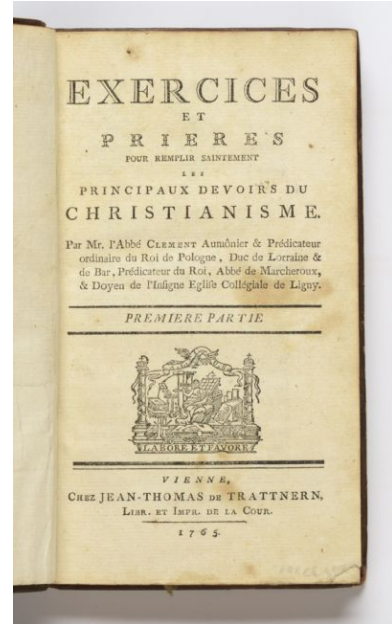 EXERCICES
ET
PRIERES
POUR REMPLIR SAINTEMENT
LES
PRINCIPAUX DEVOIRS DU
CHRISTIANISME.
Par Mr. l'Abbé CLEMENT Aumônier & Prédicateur
ordinaire du Roi de Pologne, Duc de Lorraine &
de Bar, Prédicateur du Roi, Abbé de Marcheroux,
& Doyen de l'Insigne Eglise Collégiale de Ligny.
PREMIERE PARTIE
LABORE ET FAVORE
VIENNE,
CHEZ JEAN-THOMAS DE TRATTNERN,
LIBR. ET IMPR. DE LA COUR.
1765.